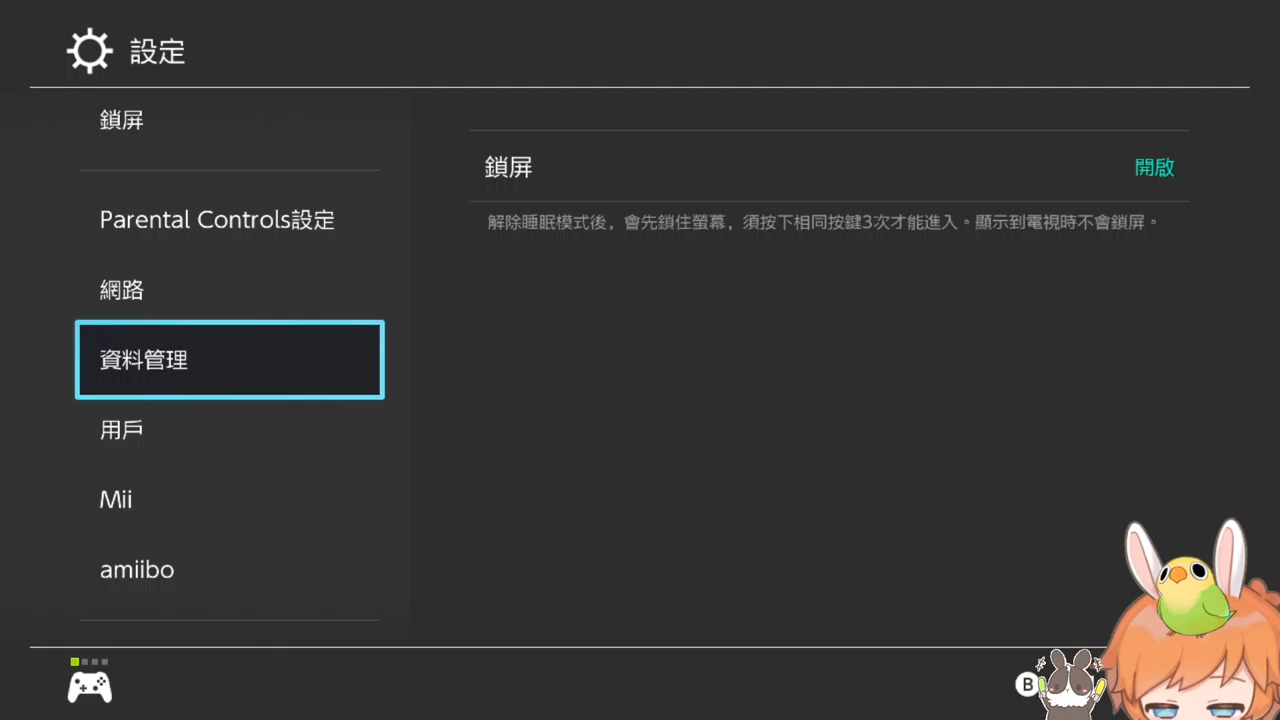 設定
鎖屏
Parental Controls設定
網路
資料管理
用戶
Mii
amiibo
鎖屏
開啟
解除睡眠模式後，會先鎖住螢幕，須按下相同按鍵3次才能進入。顯示到電視時不會鎖屏。
B